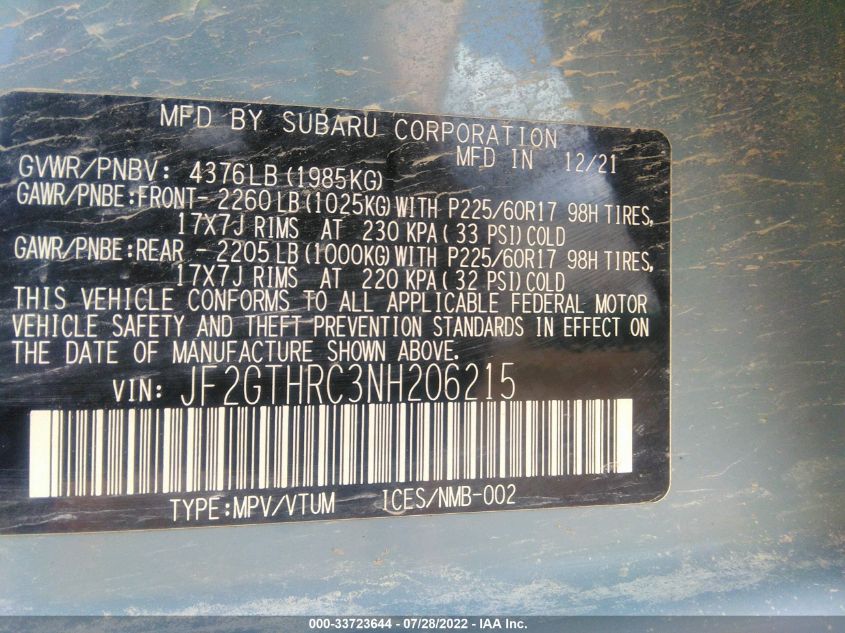 MFD BY SUBARU CORPORATION
MFD IN 12/21
GVWR/PNBV: 4376LB(1985KG)
GAWR/PNBE:FRONT-2260LB(1025KG)WITH P225/60R17 98H TIRES,
17X7J RIMS AT 230 KPA(33 PSI)COLD
GAWR/PNBE:REAR -2205LB(1000KG)WITH P225/60R17 98H TIRES,
17X7J RIMS AT 220 KPA(32 PSI)COLD
THIS VEHICLE CONFORMS TO ALL APPLICABLE FEDERAL MOTOR
VEHICLE SAFETY AND THEFT PREVENTION STANDARDS IN EFFECT ON
THE DATE OF MANUFACTURE SHOWN ABOVE.
VIN: JF2GTHRC3NH206215
TYPE:MPV/VTUM ICES/NMB-002
000-33723644 - 07/28/2022 - IAA Inc.